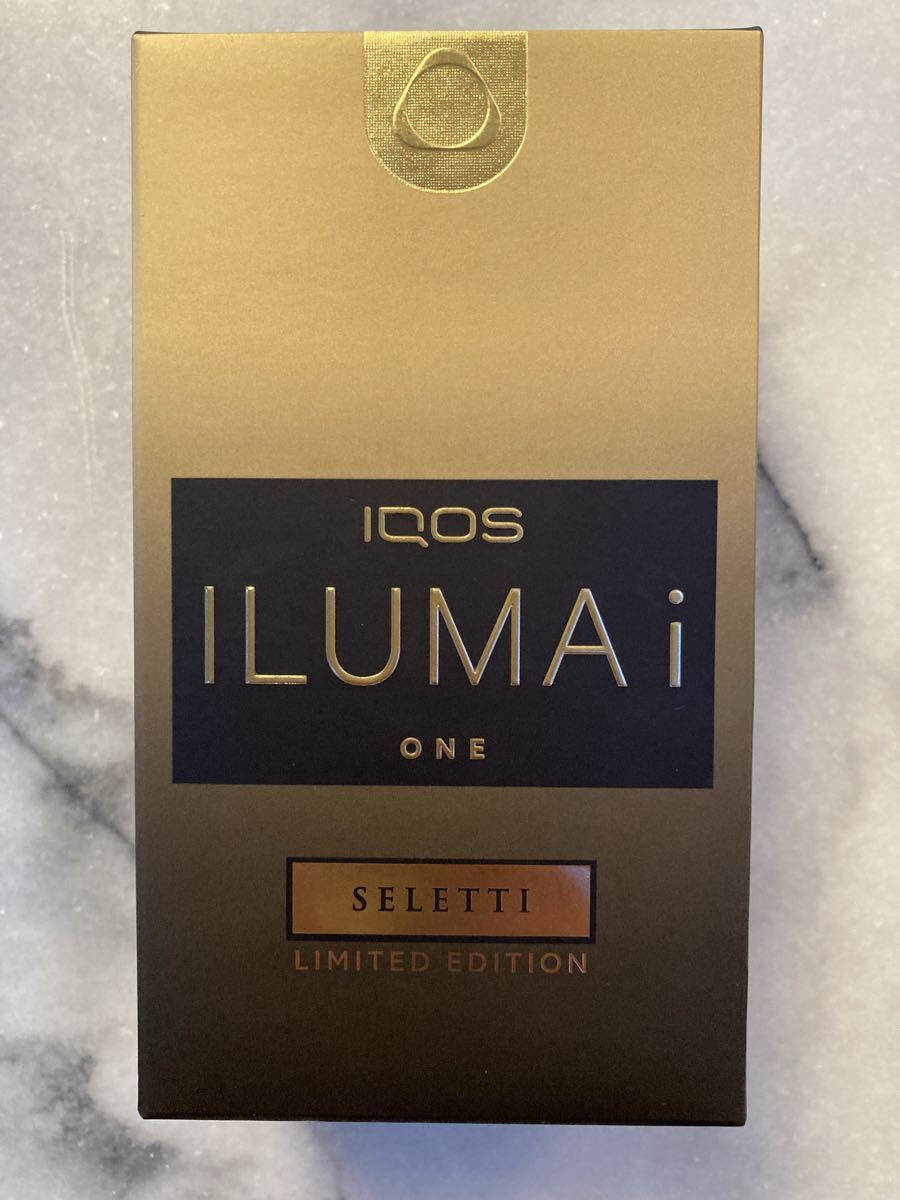 IQOS
ILUMA i
ONE
SELETTI
LIMITED EDITION